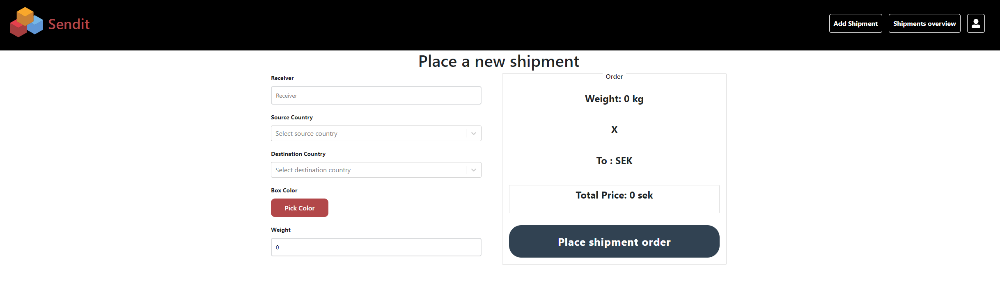 Sendit
Add Shipment
Shipments overview
Place a new shipment
Receiver
Receiver
Source Country
Select source country
Destination Country
Select destination country
Box Color
Pick Color
Weight
0
Order
Weight: 0 kg
X
To : SEK
Total Price: 0 sek
Place shipment order